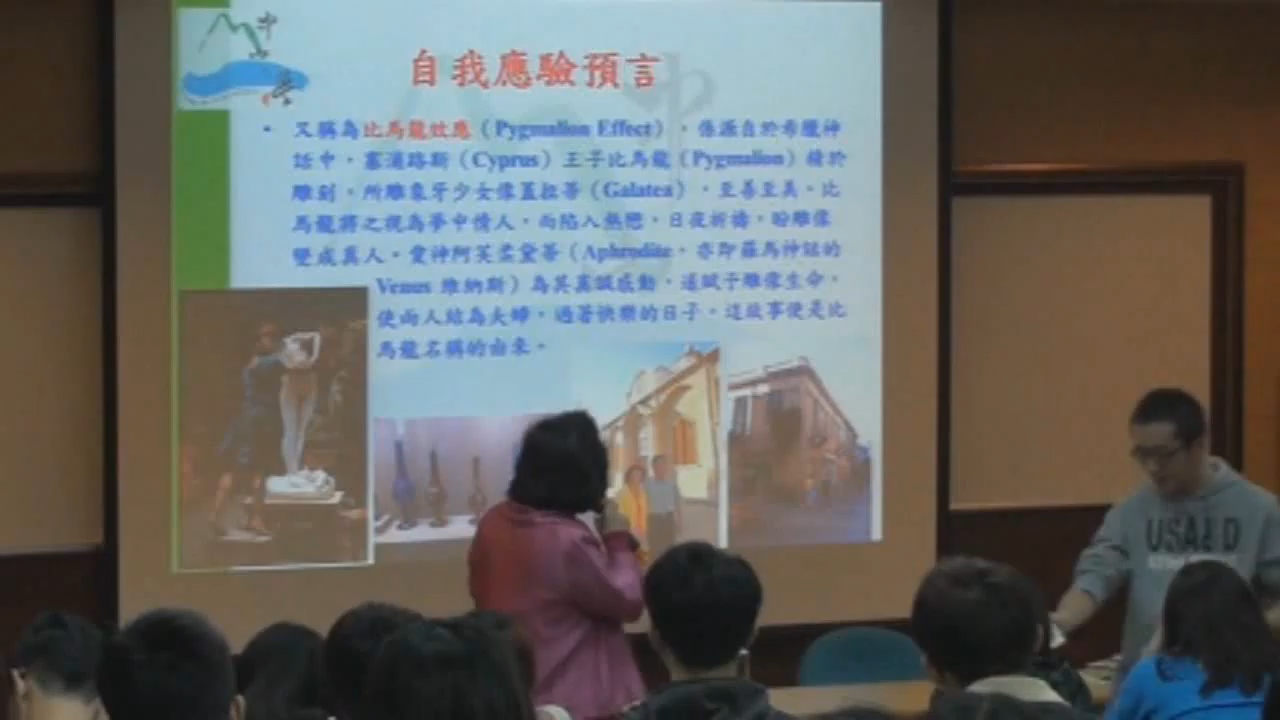 中
山
自我應驗預言
• 又稱為比馬龍效應（Pygmalion Effect），係源自於希臘神
話中，塞浦路斯（Cyprus）王子比馬龍（Pygmalion）精於
雕刻，所雕象牙少女像蓋拉蒂（Galatea），至善至美。比
馬龍將之視為夢中情人，而陷入熱戀，日夜祈禱，盼雕像
變成真人。愛神阿芙柔黛蒂（Aphrodite，亦即羅馬神話的
Venus 維納斯）為其真誠感動，遂賦予雕像生命，
使兩人結為夫婦，過著快樂的日子。這故事便是比
馬龍名稱的由來。